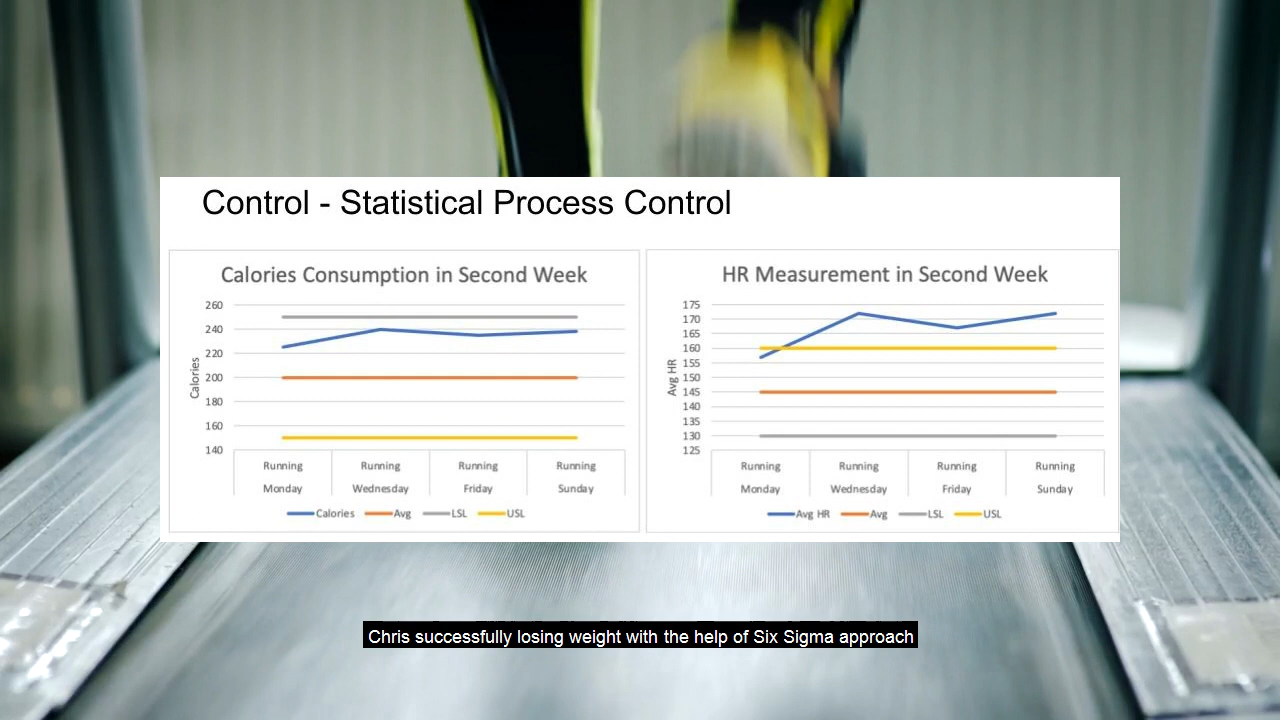 Control - Statistical Process Control
Calories Consumption in Second Week
260
240
220
200
180
160
140
Calories
Running Running Running Running
Monday Wednesday Friday Sunday
Calories Avg LSL USL
HR Measurement in Second Week
175
170
165
160
155
150
145
140
135
130
125
Avg HR
Running Running Running Running
Monday Wednesday Friday Sunday
Avg HR Avg LSL USL
Chris successfully losing weight with the help of Six Sigma approach